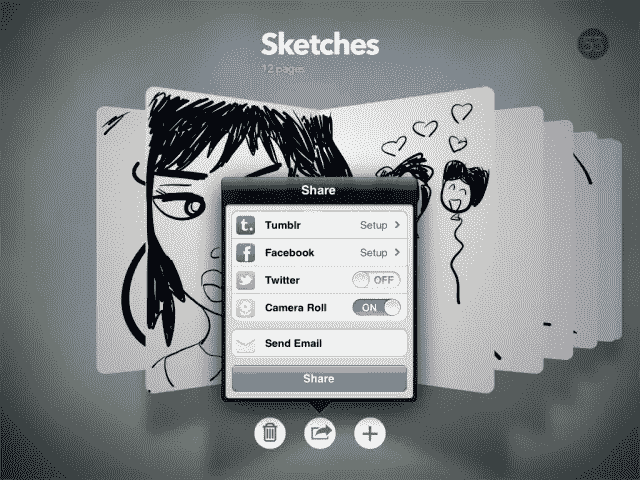 Sketches
12 pages
Share
Tumblr Setup
Facebook Setup
Twitter OFF
Camera Roll ON
Send Email
Share